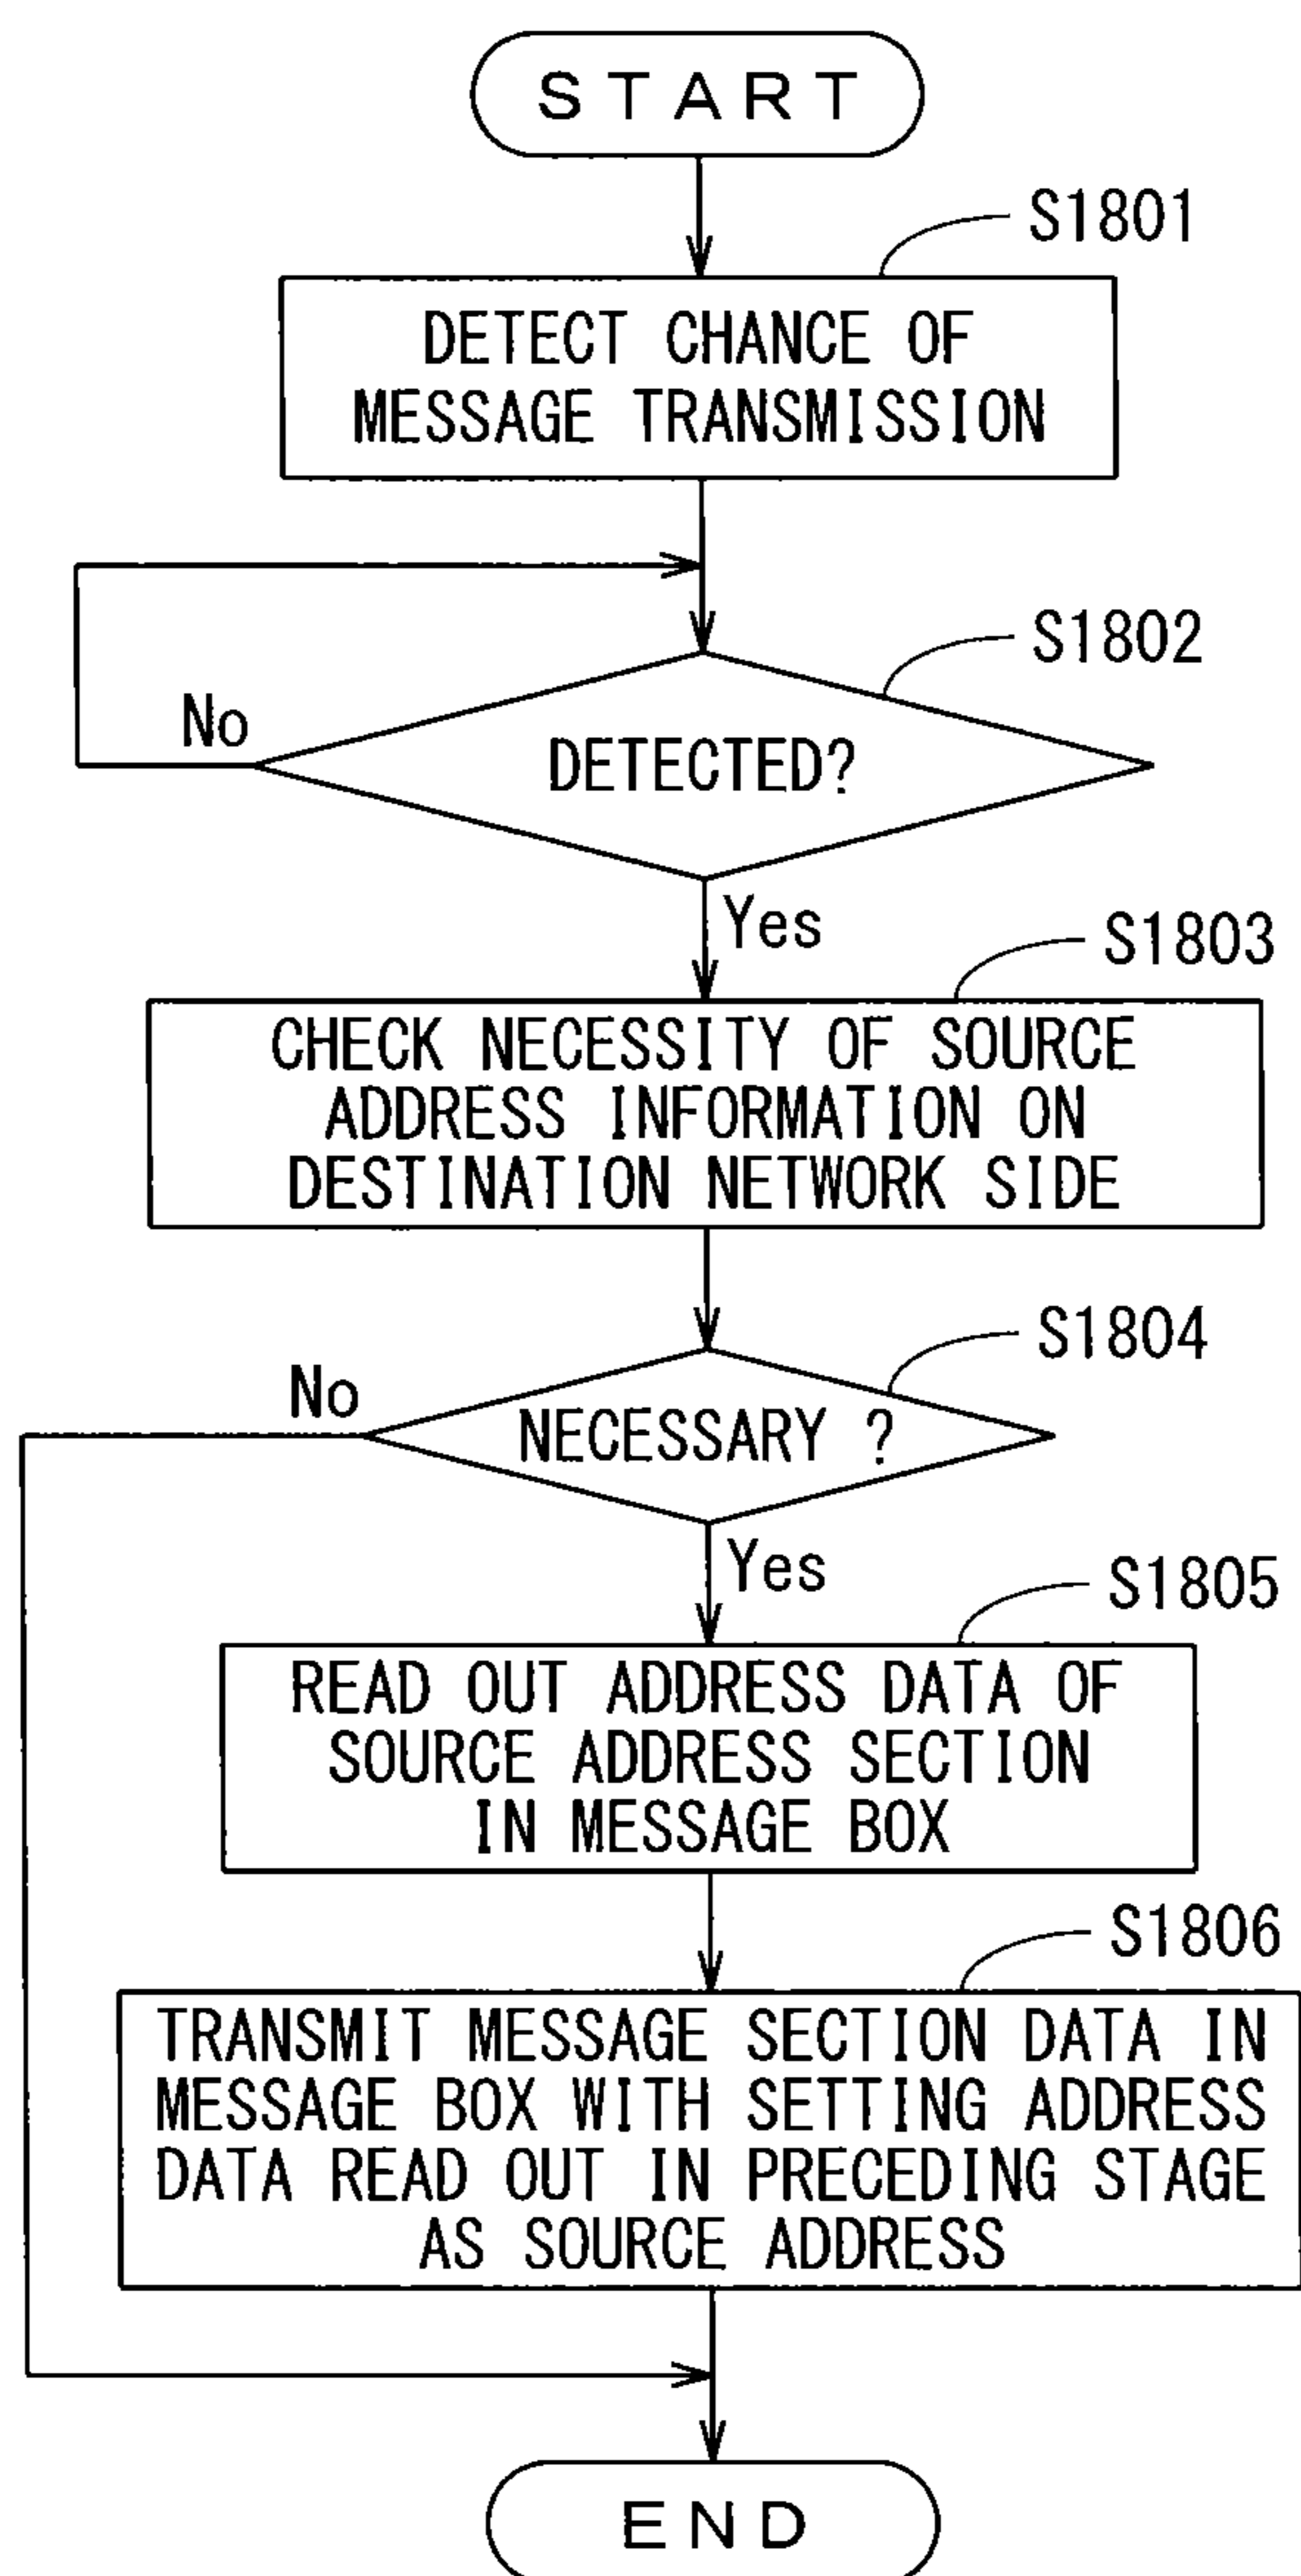 START
S1801
DETECT CHANCE OF
MESSAGE TRANSMISSION
S1802
No
DETECTED?
Yes
S1803
CHECK NECESSITY OF SOURCE
ADDRESS INFORMATION ON
DESTINATION NETWORK SIDE
S1804
No
NECESSARY ?
Yes
S1805
READ OUT ADDRESS DATA OF
SOURCE ADDRESS SECTION
IN MESSAGE BOX
S1806
TRANSMIT MESSAGE SECTION DATA IN
MESSAGE BOX WITH SETTING ADDRESS
DATA READ OUT IN PRECEDING STAGE
AS SOURCE ADDRESS
END